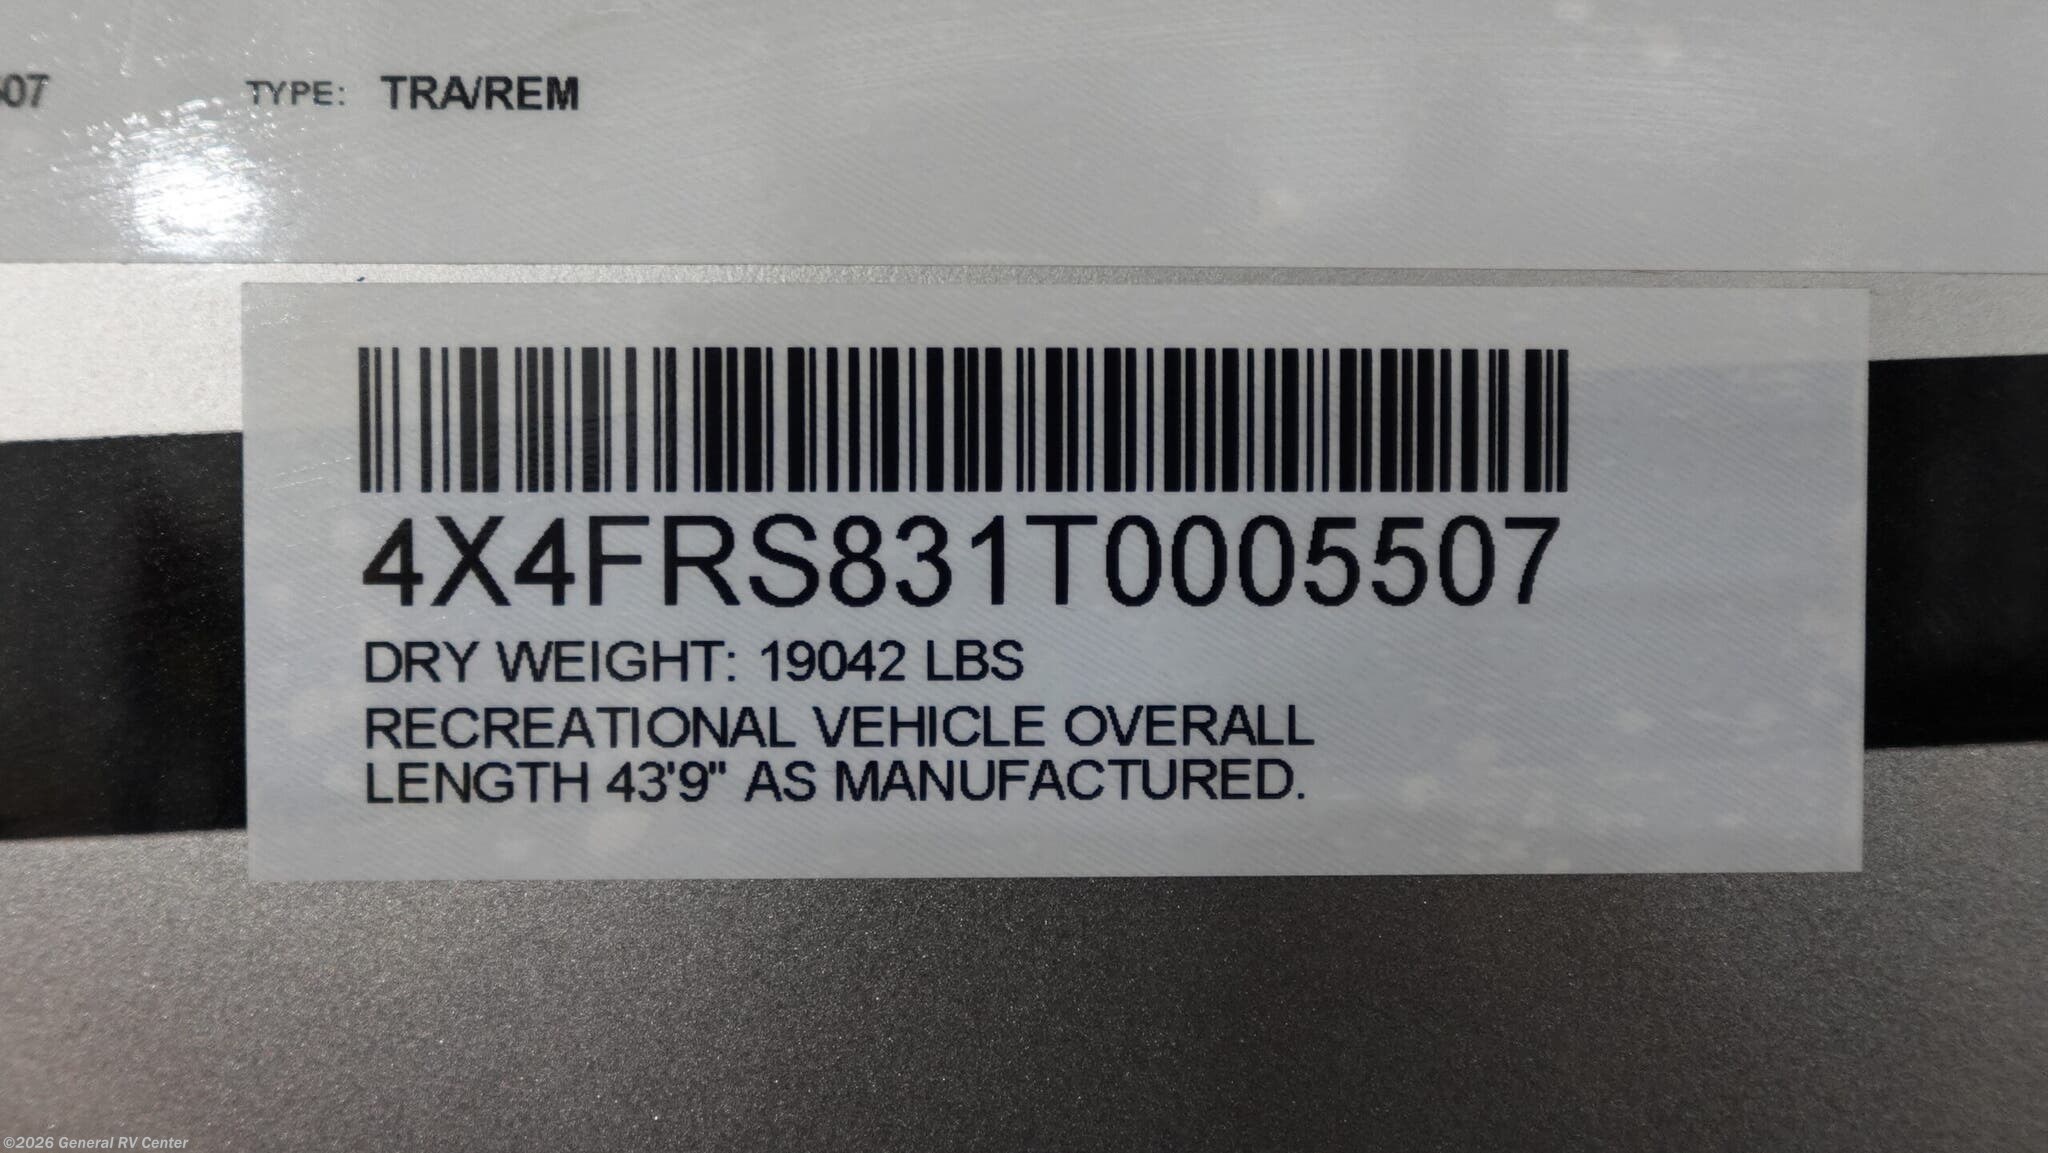 507 TYPE: TRA/REM
4X4FRS831T0005507
DRY WEIGHT: 19042 LBS
RECREATIONAL VEHICLE OVERALL
LENGTH 43'9" AS MANUFACTURED.
©2026 General RV Center